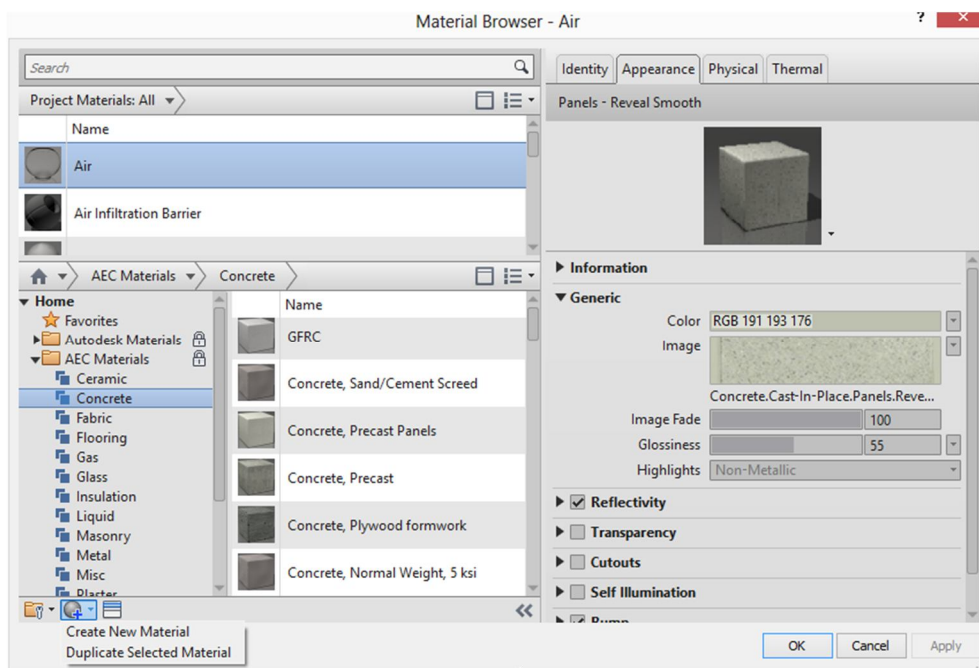 Material Browser - Air
?
Search
Project Materials: All
Name
Air
Air Infiltration Barrier
AEC Materials
Concrete
Home
Favorites
Autodesk Materials
AEC Materials
Ceramic
Concrete
Fabric
Flooring
Gas
Glass
Insulation
Liquid
Masonry
Metal
Misc
Plaster
Name
GFRC
Concrete, Sand/Cement Screed
Concrete, Precast Panels
Concrete, Precast
Concrete, Plywood formwork
Concrete, Normal Weight, 5 ksi
Create New Material
Duplicate Selected Material
Identity Appearance Physical Thermal
Panels - Reveal Smooth
Information
Generic
Color RGB 191 193 176
Image
Concrete.Cast-In-Place.Panels.Reve...
Image Fade 100
Glossiness 55
Highlights Non-Metallic
Reflectivity
Transparency
Cutouts
Self Illumination
Bump
OK Cancel Apply